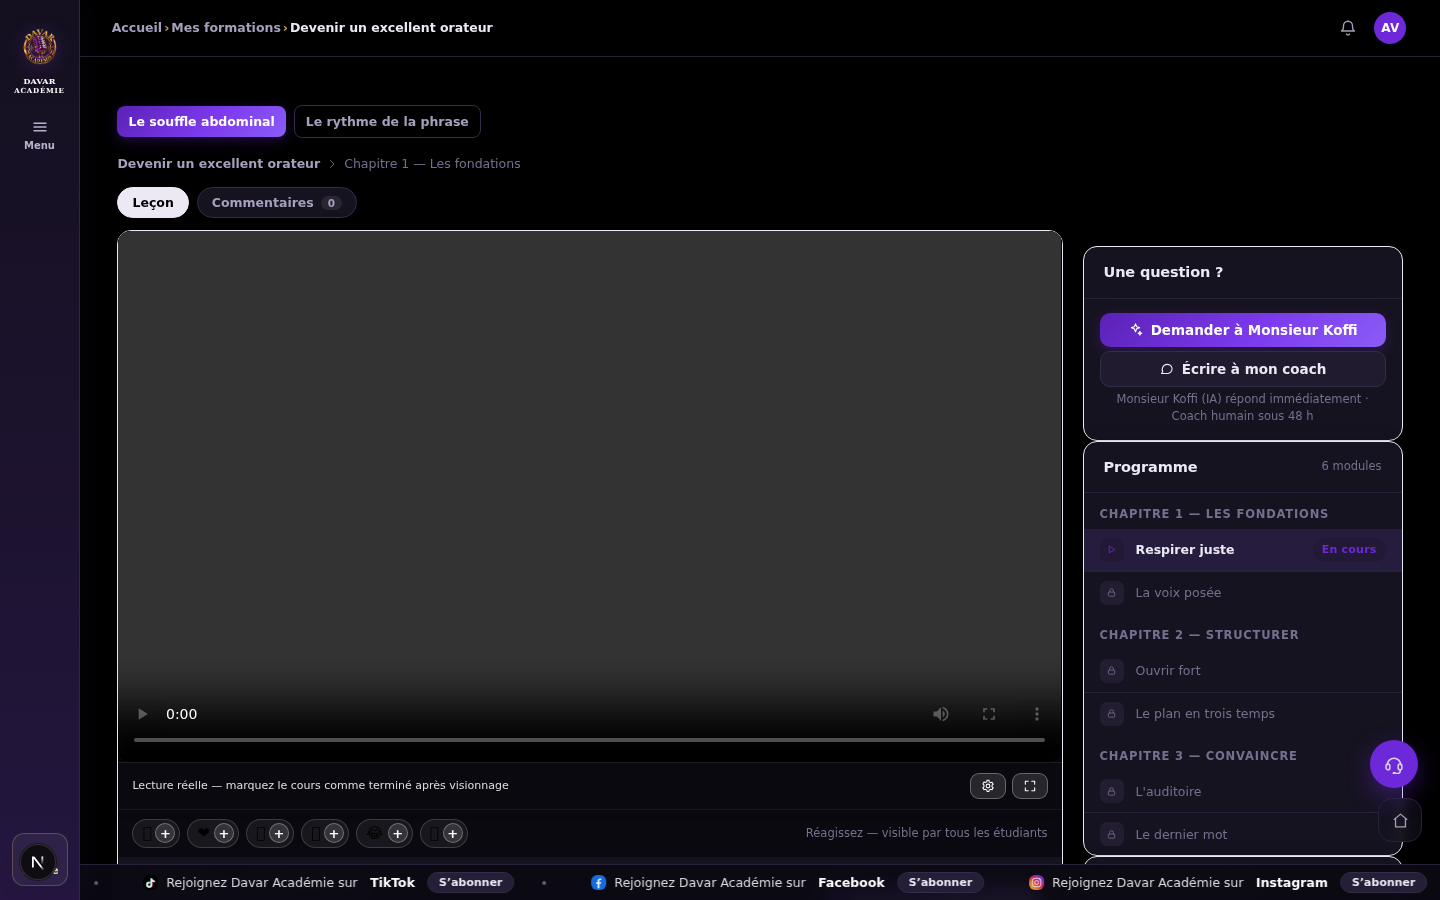 DAVAR
ACADÉMIE
Menu
Accueil › Mes formations › Devenir un excellent orateur
AV
Le souffle abdominal
Le rythme de la phrase
Devenir un excellent orateur > Chapitre 1 — Les fondations
Leçon
Commentaires 0
0:00
Lecture réelle — marquez le cours comme terminé après visionnage
+ + + + + +
Réagissez — visible par tous les étudiants
Une question ?
Demander à Monsieur Koffi
Écrire à mon coach
Monsieur Koffi (IA) répond immédiatement ·
Coach humain sous 48 h
Programme 6 modules
CHAPITRE 1 — LES FONDATIONS
Respirer juste En cours
La voix posée
CHAPITRE 2 — STRUCTURER
Ouvrir fort
Le plan en trois temps
CHAPITRE 3 — CONVAINCRE
L'auditoire
Le dernier mot
N
• Rejoignez Davar Académie sur TikTok S'abonner • Rejoignez Davar Académie sur Facebook S'abonner Rejoignez Davar Académie sur Instagram S'abonner